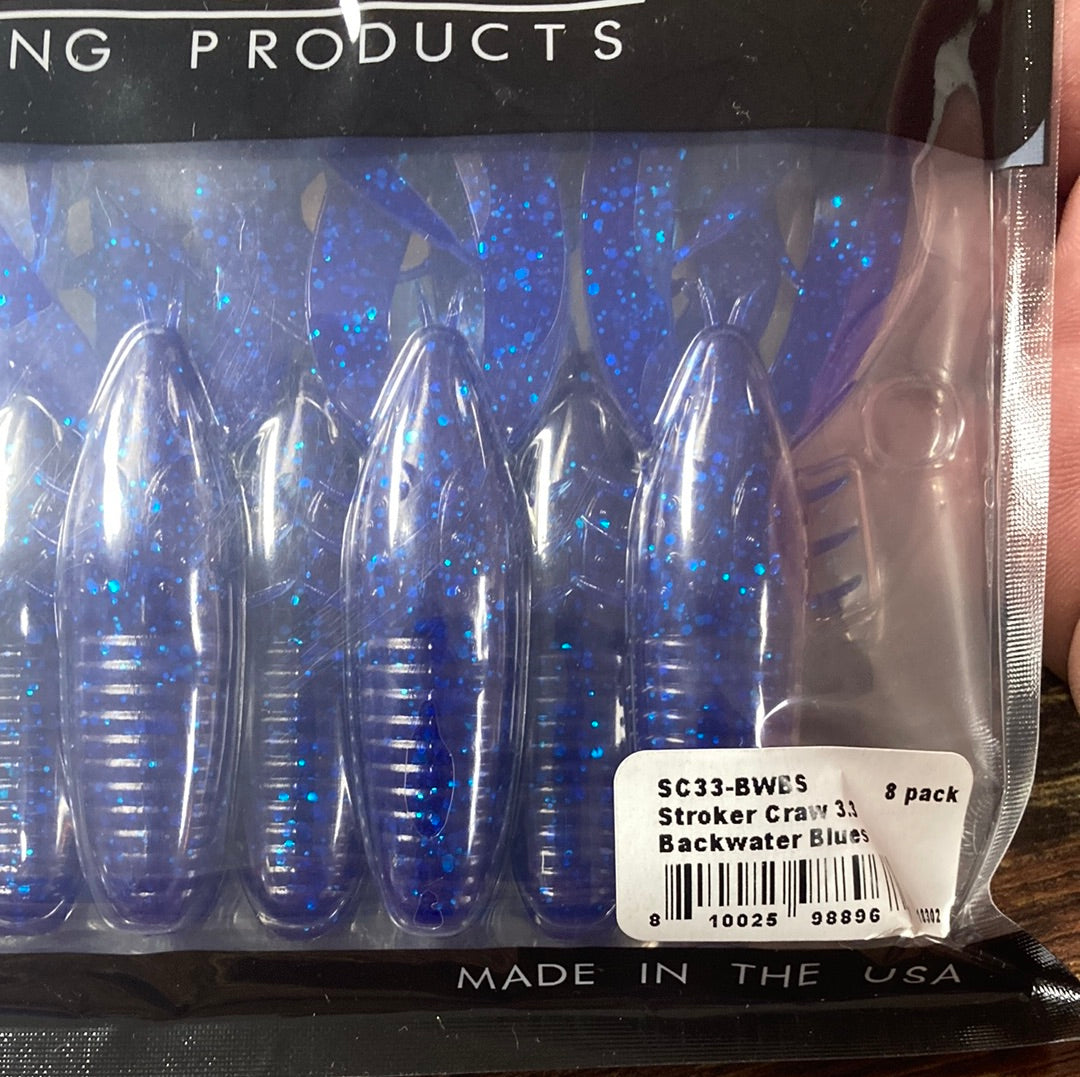 NG PRODUCTS
SC33-BWBS
8 pack
Stroker Craw 3.3
Backwater Blues
8 10025 98896
MADE IN THE USA